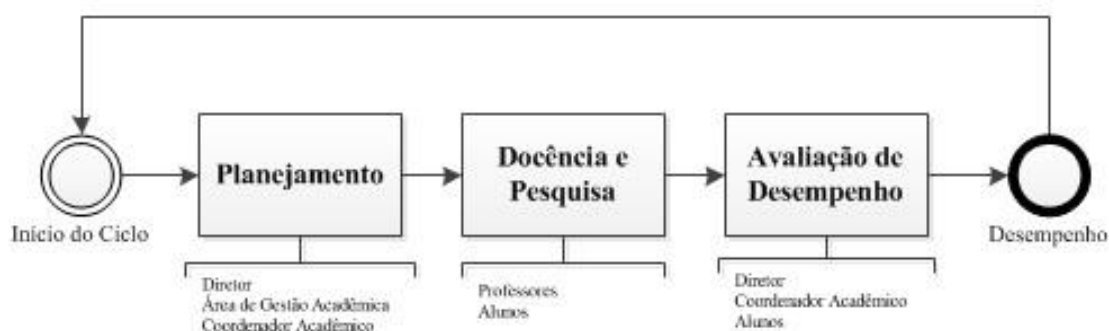 Planejamento
Docência e
Pesquisa
Avaliação de
Desempenho
Início do Ciclo
Desempenho
Diretor
Área de Gestão Acadêmica
Coordenador Acadêmico
Professores
Alunos
Diretor
Coordenador Acadêmico
Alunos